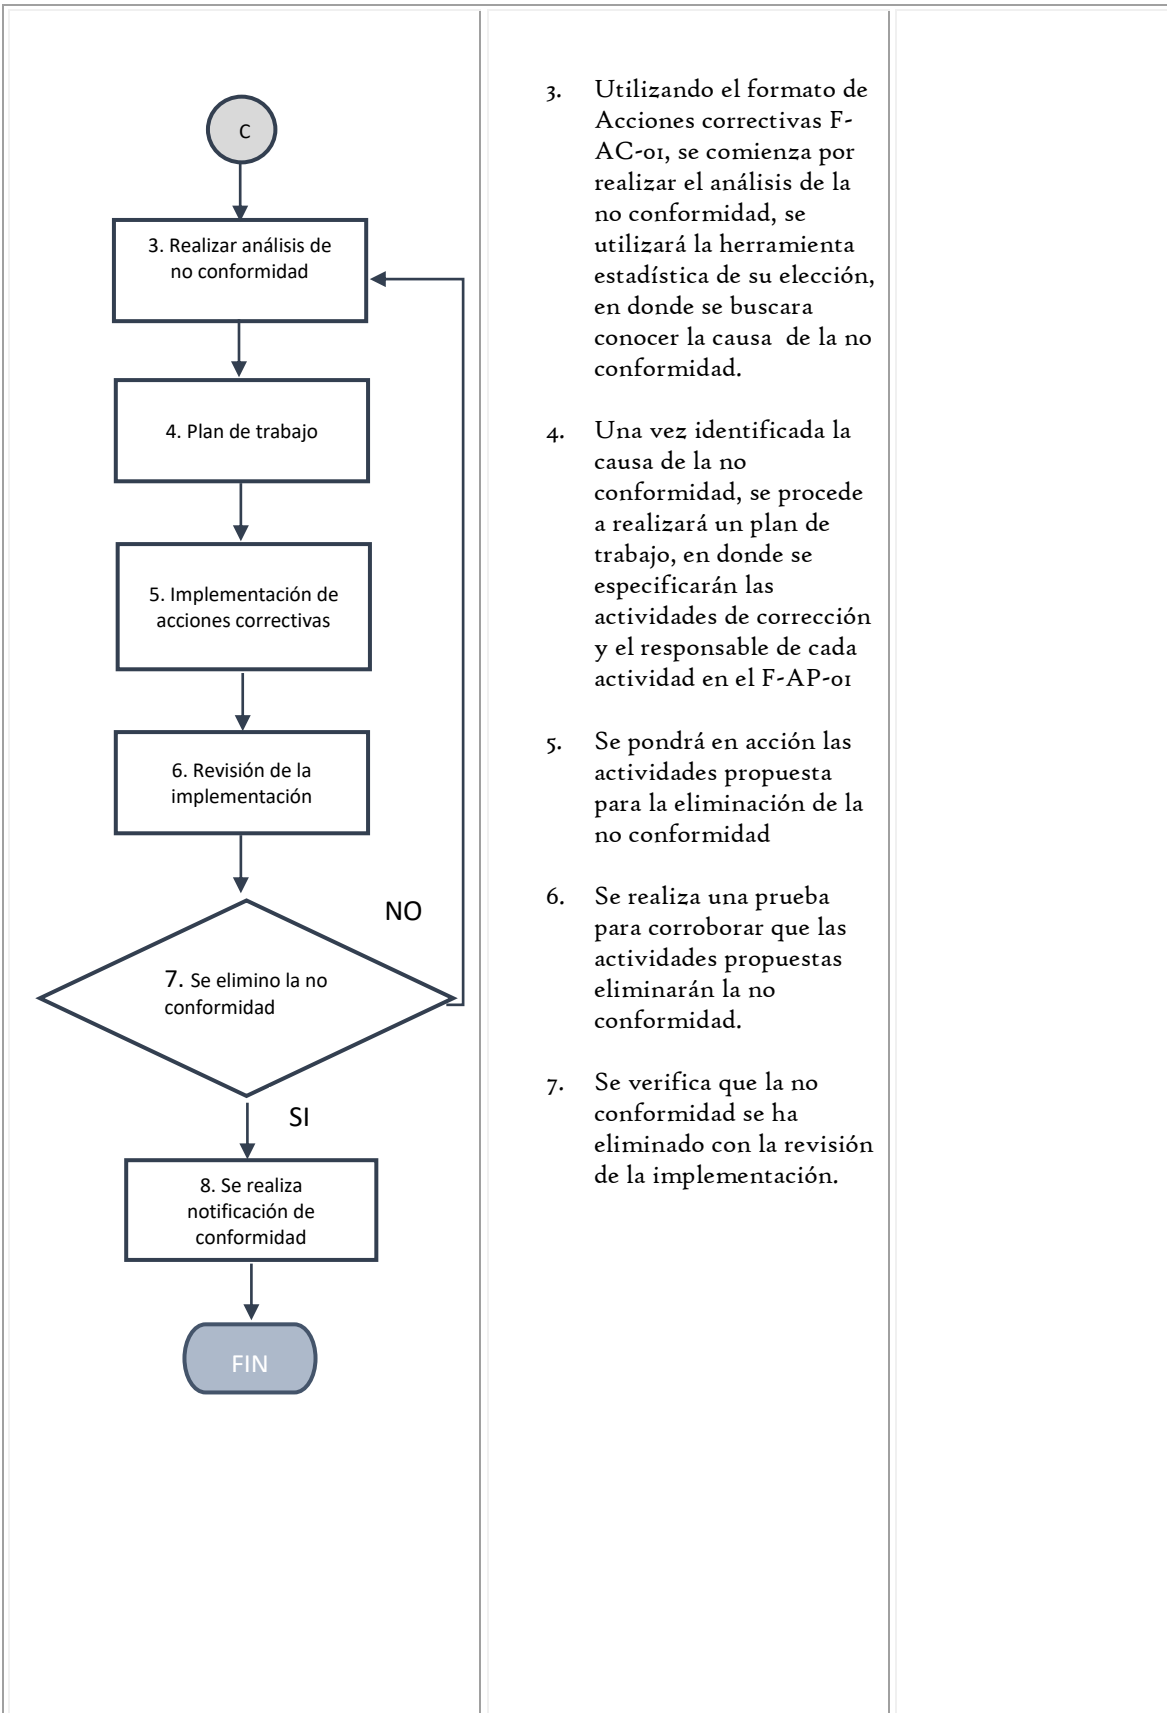 C
3. Realizar análisis de
no conformidad
4. Plan de trabajo
5. Implementación de
acciones correctivas
6. Revisión de la
implementación
NO
7. Se elimino la no
conformidad
SI
8. Se realiza
notificación de
conformidad
FIN
3. Utilizando el formato de
Acciones correctivas F-
AC-01, se comienza por
realizar el análisis de la
no conformidad, se
utilizará la herramienta
estadística de su elección,
en donde se buscara
conocer la causa de la no
conformidad.
4. Una vez identificada la
causa de la no
conformidad, se procede
a realizará un plan de
trabajo, en donde se
especificarán las
actividades de corrección
y el responsable de cada
actividad en el F-AP-01
5. Se pondrá en acción las
actividades propuesta
para la eliminación de la
no conformidad
6. Se realiza una prueba
para corroborar que las
actividades propuestas
eliminarán la no
conformidad.
7. Se verifica que la no
conformidad se ha
eliminado con la revisión
de la implementación.